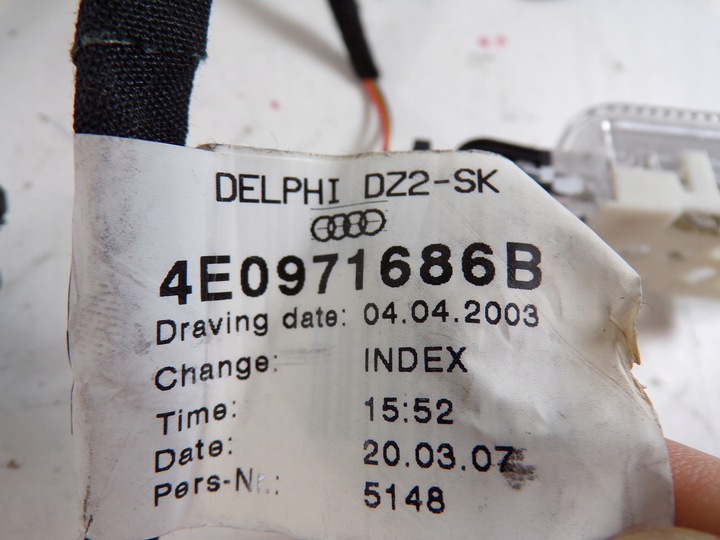 DELPHI DZ2-SK
4E0971686B
Draving date: 04.04.2003
Change: INDEX
Time: 15:52
Date: 20.03.07
Pers-Nr.: 5148